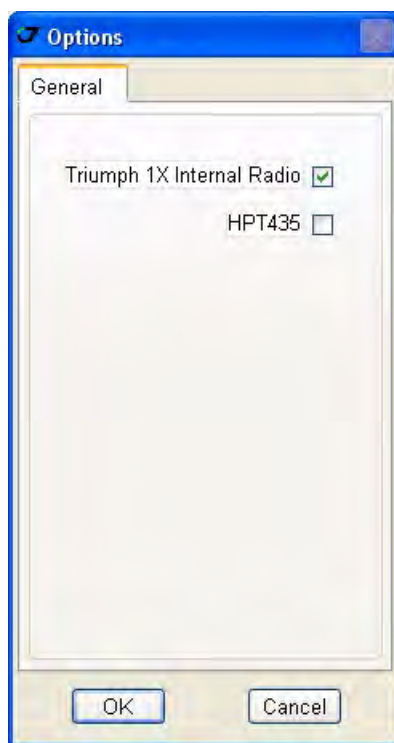 Options
General
Triumph 1X Internal Radio
HPT435
OK
Cancel